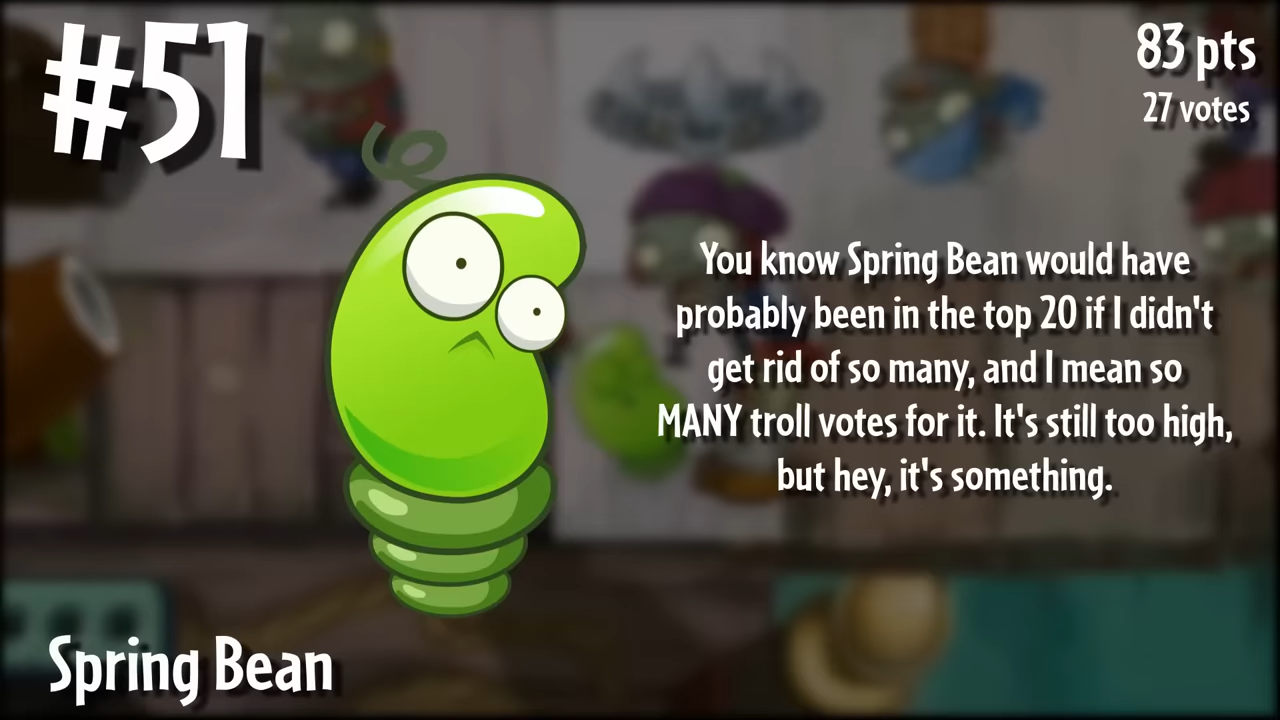 #51
83 pts
27 votes
You know Spring Bean would have
probably been in the top 20 if I didn't
get rid of so many, and I mean so
MANY troll votes for it. It's still too high,
but hey, it's something.
Spring Bean